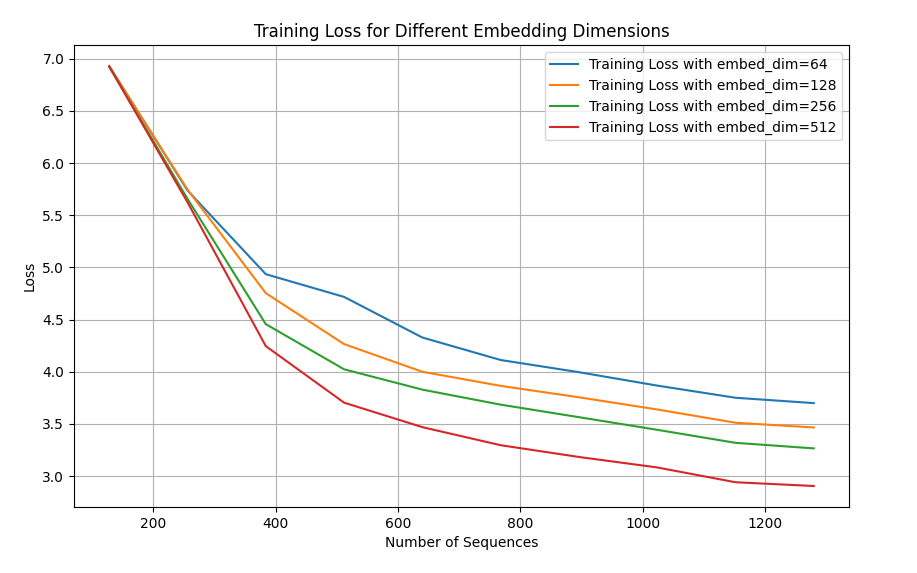 Training Loss for Different Embedding Dimensions
Training Loss with embed_dim=64
Training Loss with embed_dim=128
Training Loss with embed_dim=256
Training Loss with embed_dim=512
Loss
7.0
6.5
6.0
5.5
5.0
4.5
4.0
3.5
3.0
200 400 600 800 1000 1200
Number of Sequences